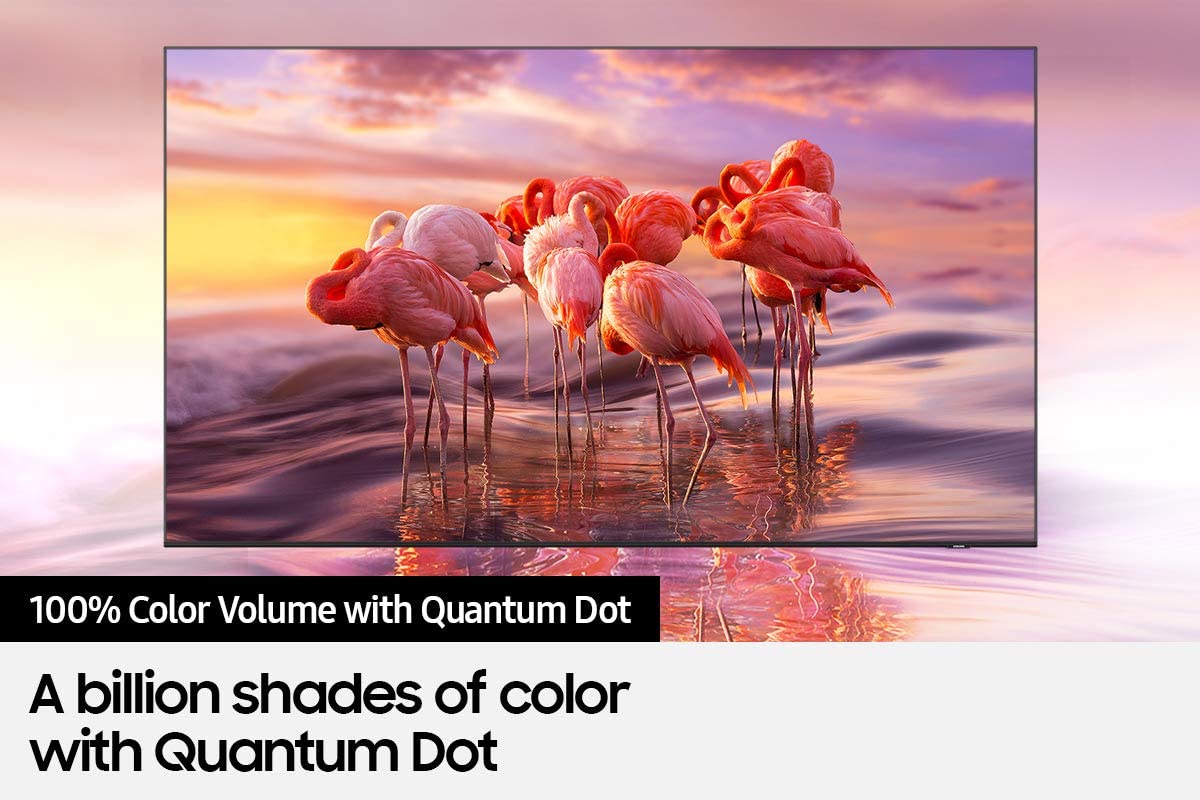 100% Color Volume with Quantum Dot
A billion shades of color
with Quantum Dot